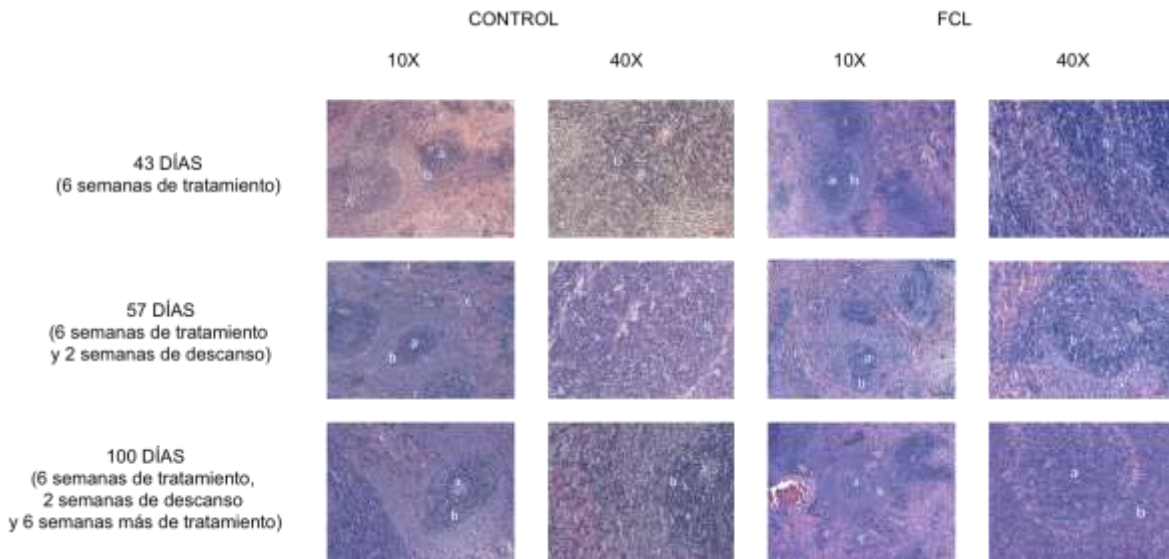 CONTROL FCL
10X 40X 10X 40X
43 DÍAS
(6 semanas de tratamiento)
57 DÍAS
(6 semanas de tratamiento
y 2 semanas de descanso)
100 DÍAS
(6 semanas de tratamiento,
2 semanas de descanso
y 6 semanas más de tratamiento)
a
b
a
b
a
b
a
b
a
b
a
b